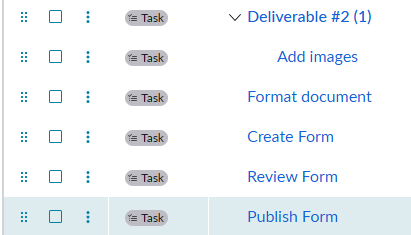 Task Deliverable #2 (1)
Task Add images
Task Format document
Task Create Form
Task Review Form
Task Publish Form